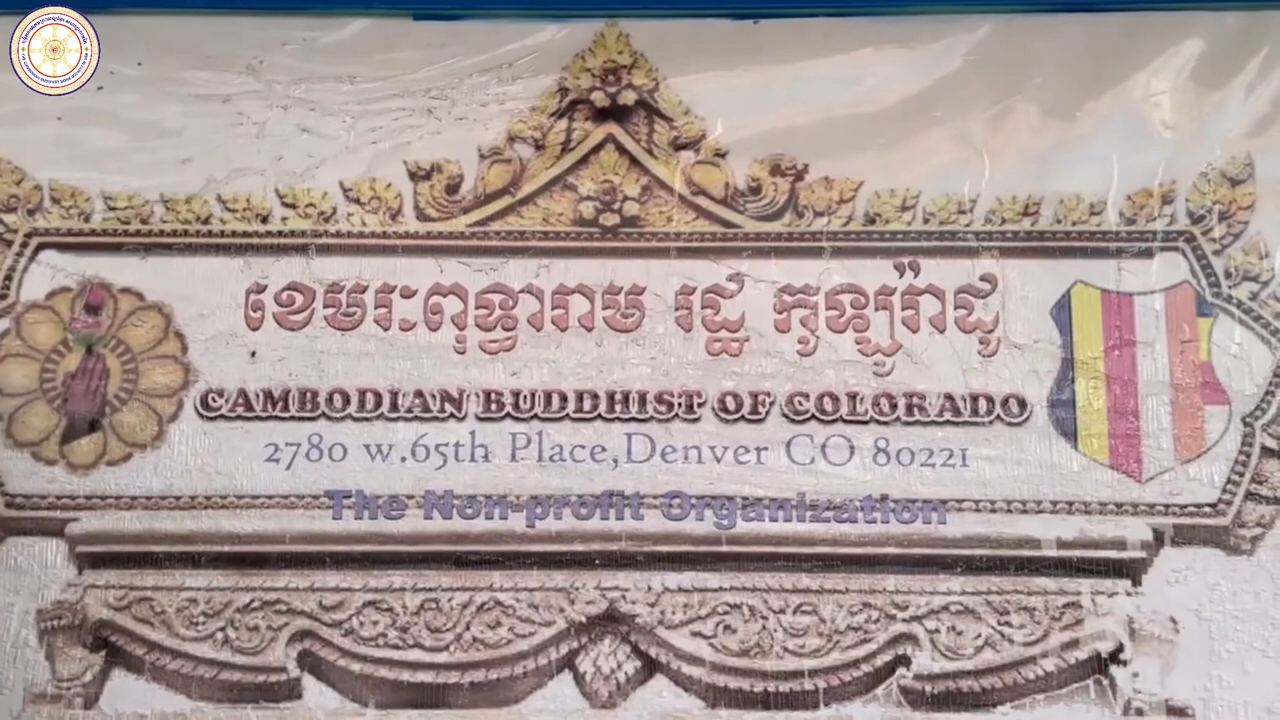 ខេមរៈពុទ្ធារាម រដ្ឋ កូឡូរ៉ាដូ
CAMBODIAN BUDDHIST OF COLORADO
2780 w.65th Place,Denver CO 80221
The Non-profit Organization